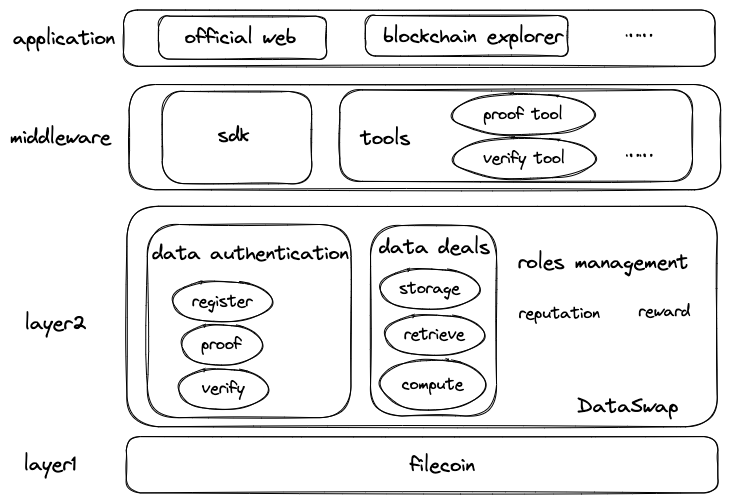 application
official web
blockchain explorer
.....
middleware
sdk
tools
proof tool
verify tool
.....
layer2
data authentication
register
proof
verify
data deals
storage
retrieve
compute
roles management
reputation
reward
DataSwap
layer1
filecoin